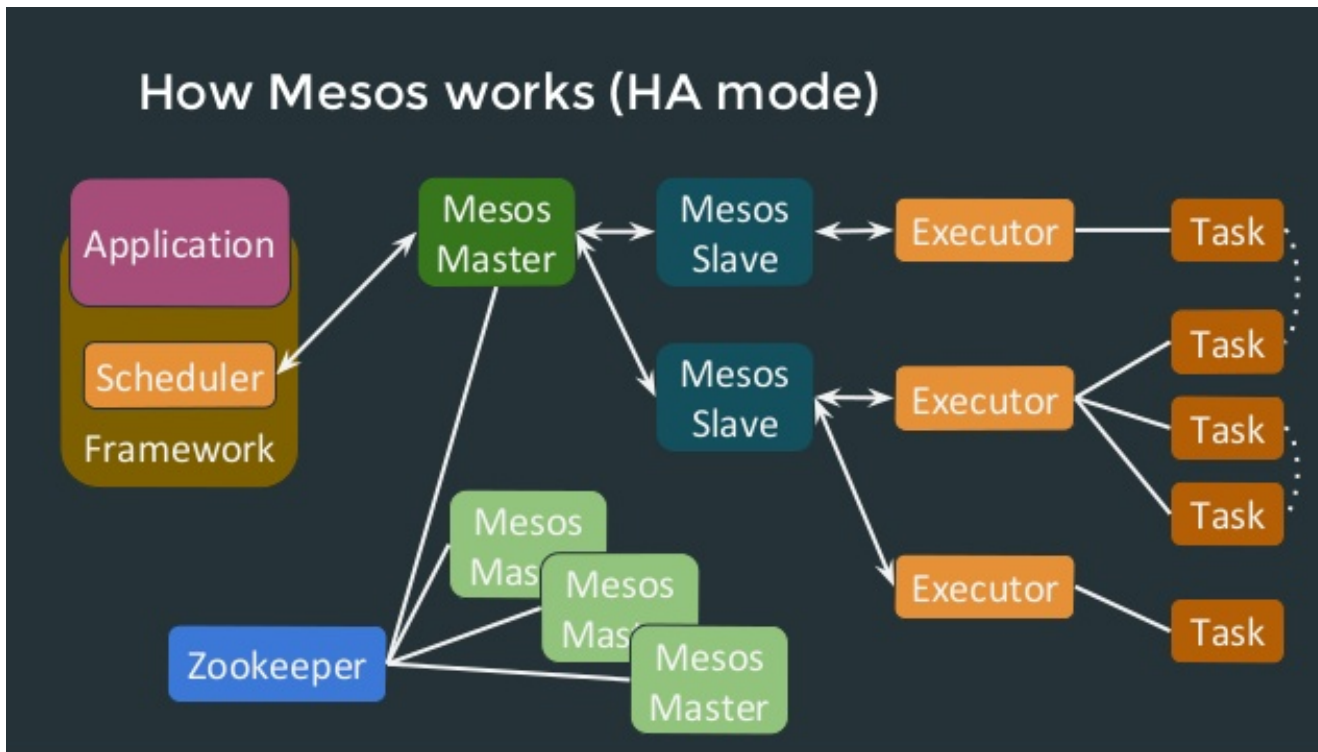 How Mesos works (HA mode)
Application
Scheduler
Framework
Mesos
Master
Mesos
Slave
Executor
Task
Mesos
Slave
Executor
Task
Task
Task
Executor
Task
Zookeeper
Mesos
Mas
Mesos
Mast
Mesos
Master